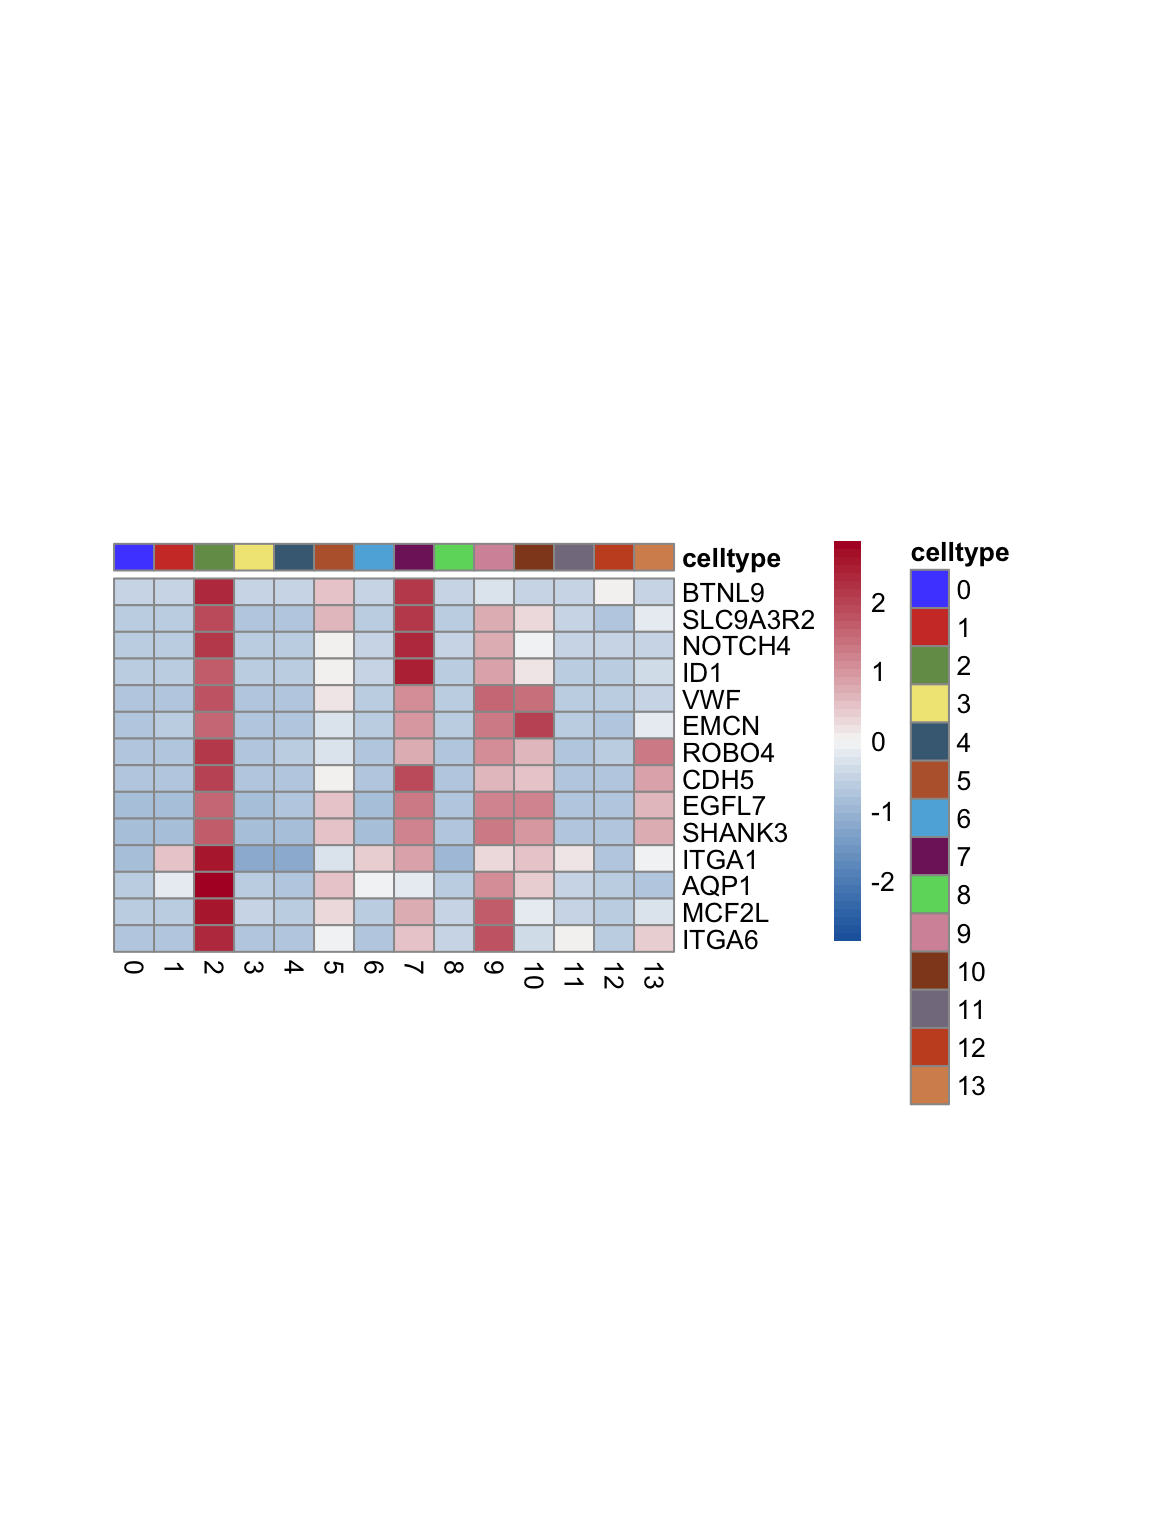 celltype
BTNL9
SLC9A3R2
NOTCH4
ID1
VWF
EMCN
ROBO4
CDH5
EGFL7
SHANK3
ITGA1
AQP1
MCF2L
ITGA6
0 1 2 3 4 5 6 7 8 9 10 11 12 13
2
1
0
-1
-2
celltype
0
1
2
3
4
5
6
7
8
9
10
11
12
13